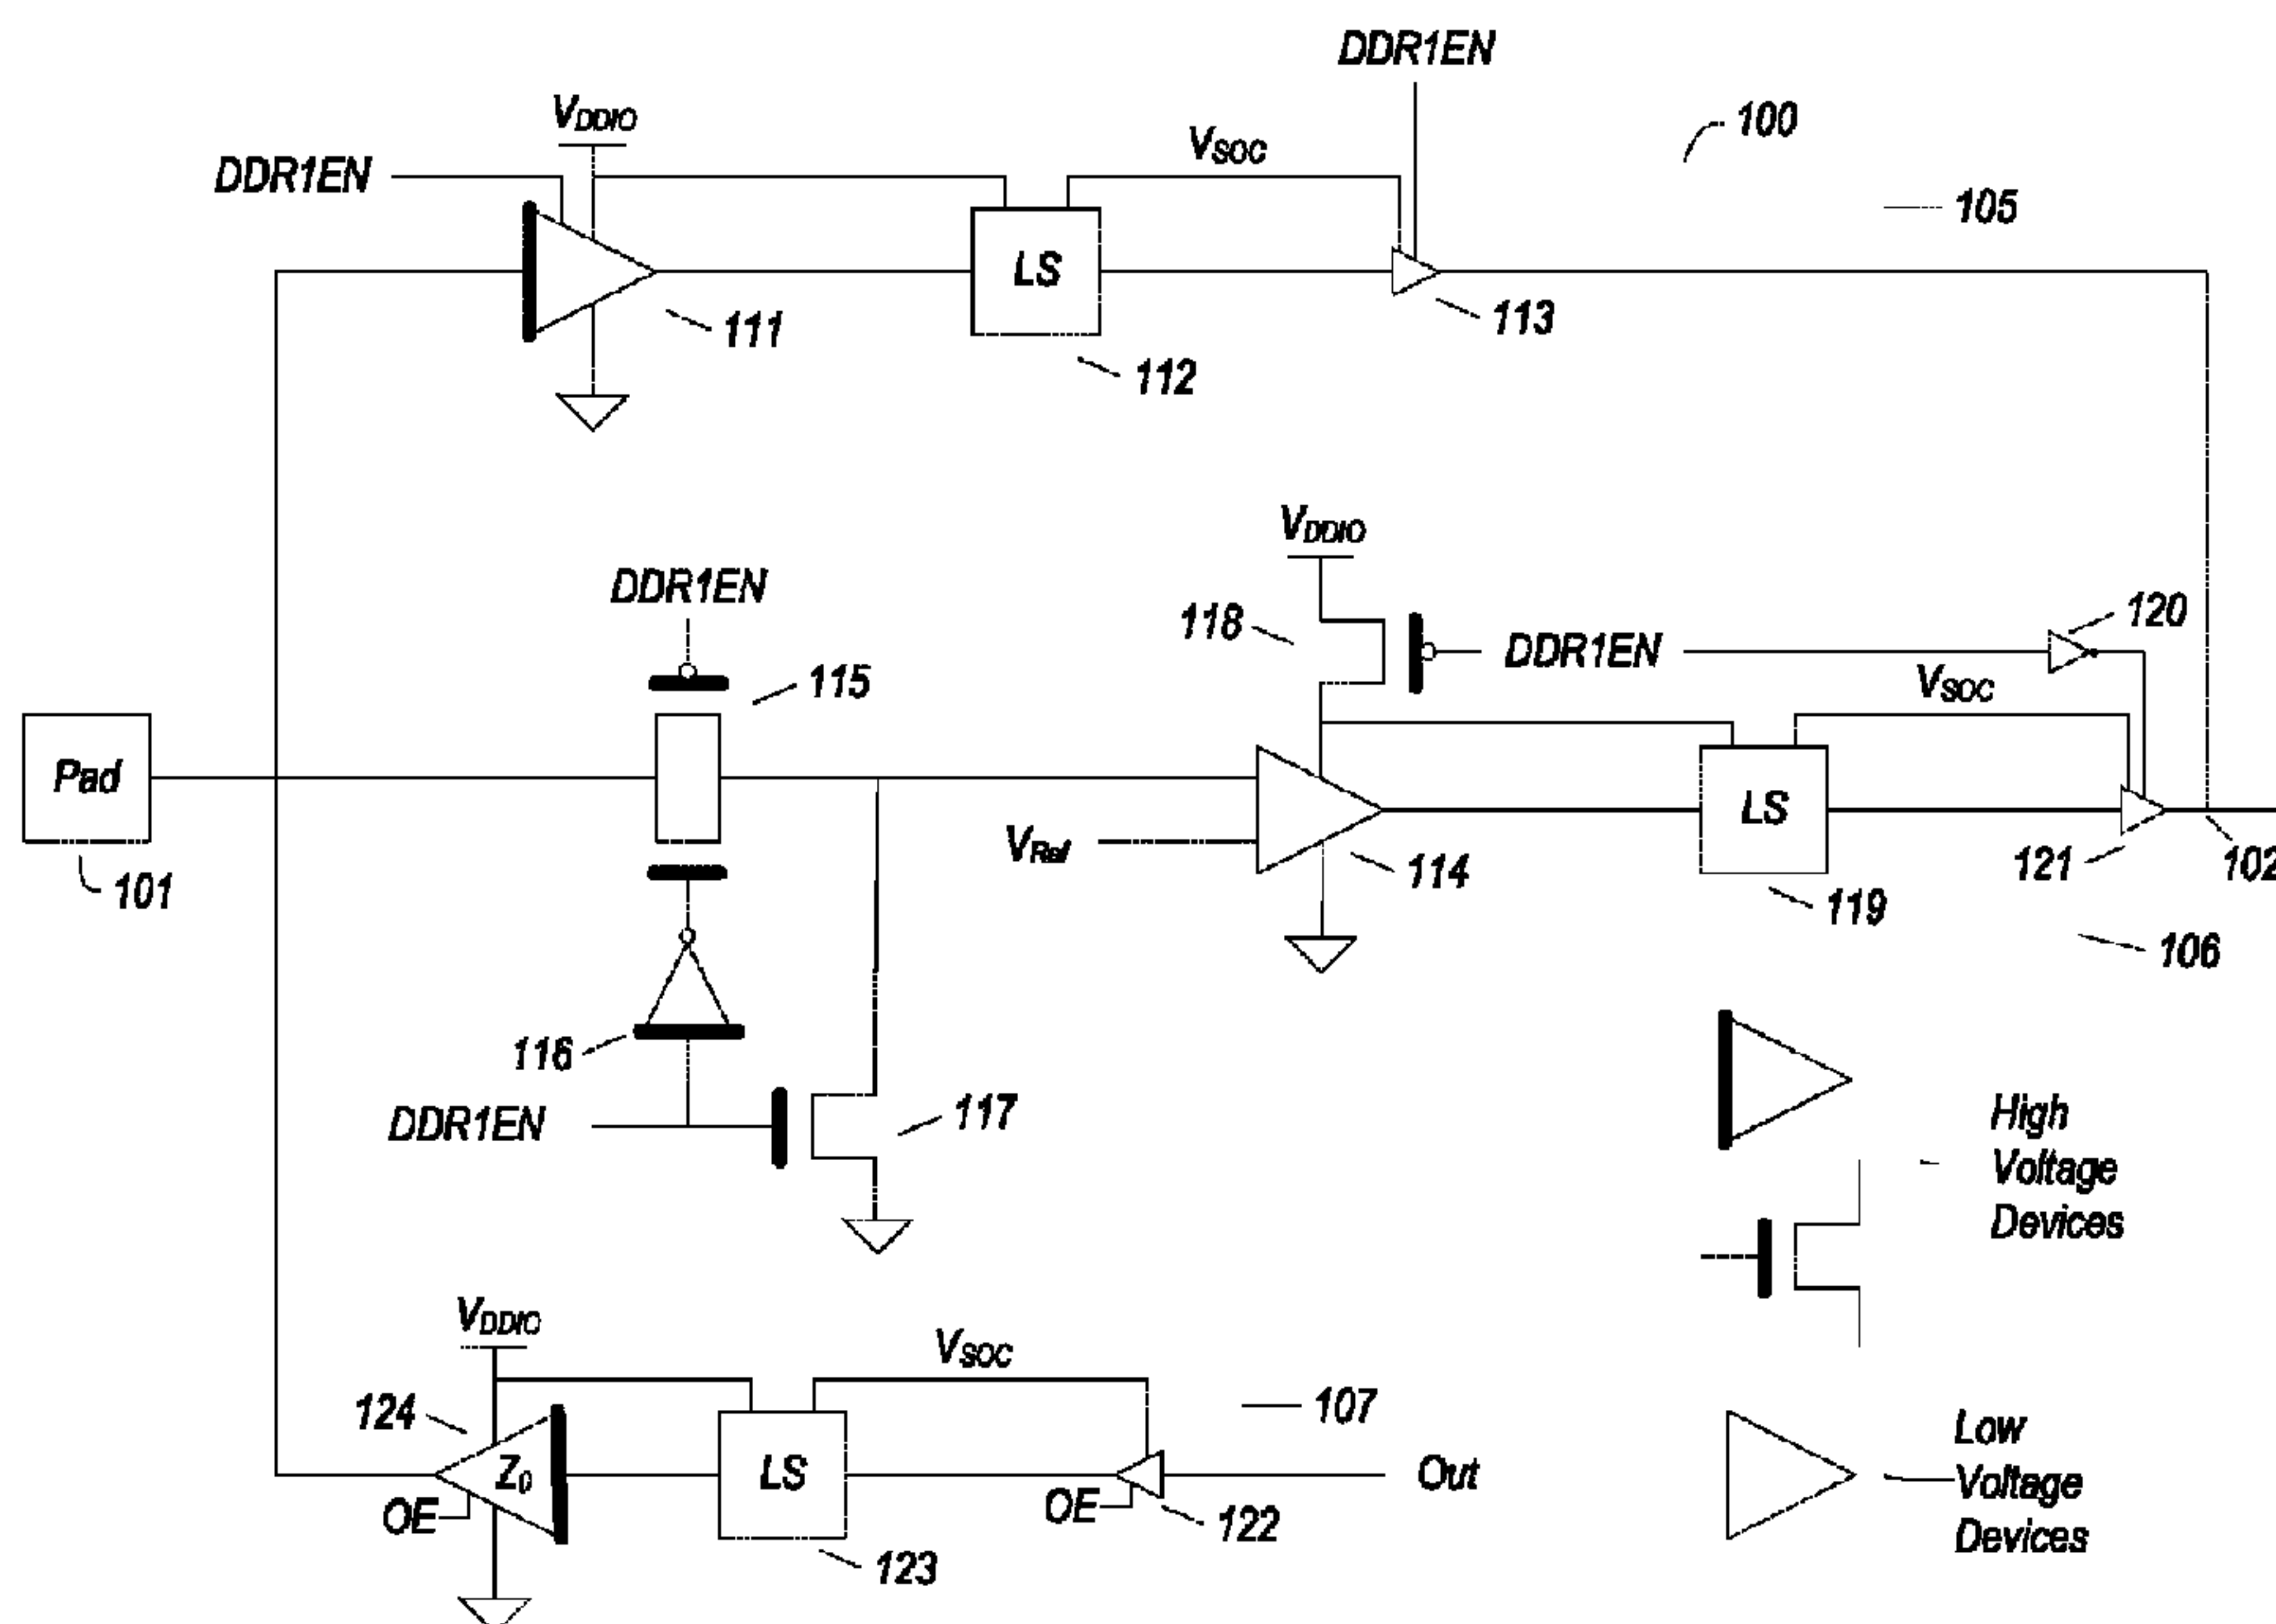 DDR1EN
100
VDDIO
VSOC
DDR1EN
105
LS
111
113
112
VDDIO
DDR1EN
118
120
DDR1EN
115
VSOC
Pad
LS
VRef
114
121
102
101
119
106
116
High
Voltage
Devices
DDR1EN
117
VDDIO
VSOC
124
107
Low
Voltage
Devices
Z0
LS
Out
OE
OE
122
123